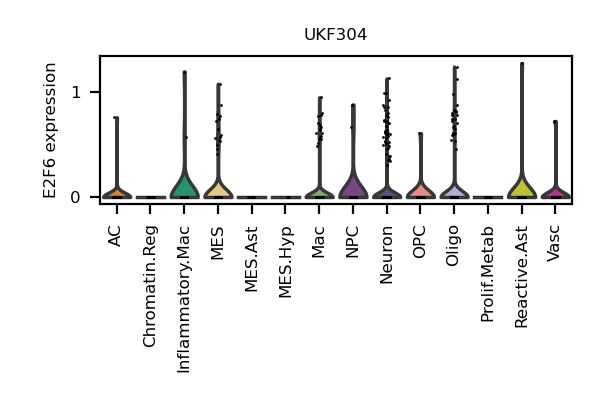 UKF304
E2F6 expression
1
0
AC
Chromatin.Reg
Inflammatory.Mac
MES
MES.Ast
MES.Hyp
Mac
NPC
Neuron
OPC
Oligo
Prolif.Metab
Reactive.Ast
Vasc